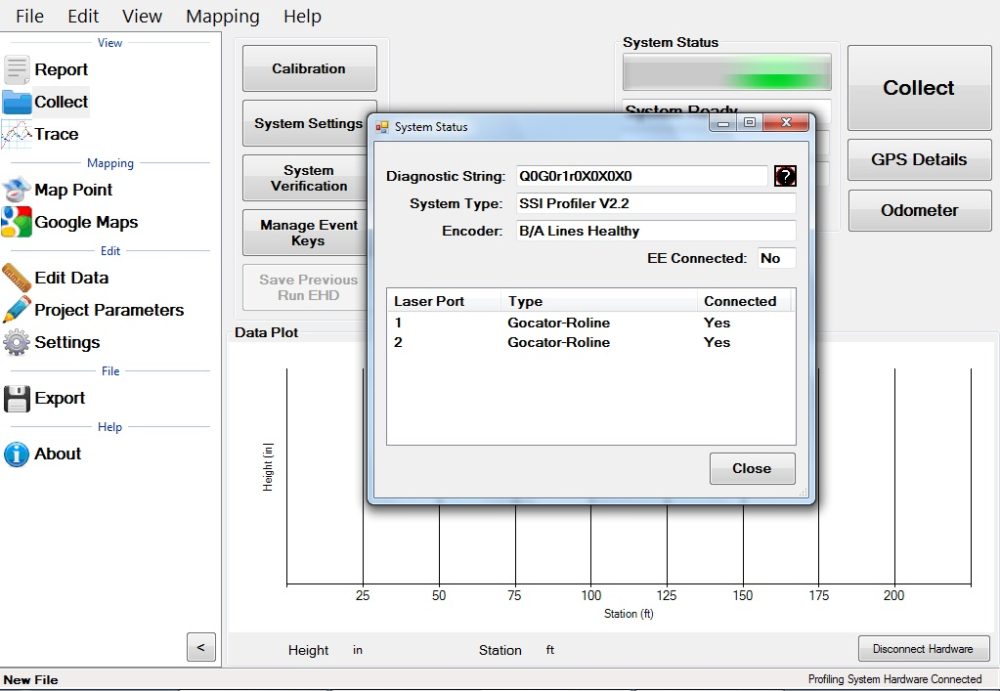 File Edit View Mapping Help
View
Report
Collect
Trace
Mapping
Map Point
Google Maps
Edit
Edit Data
Project Parameters
Settings
File
Export
Help
About
<
Calibration
System Settings
System
Verification
Manage Event
Keys
Save Previous
Run EHD
System Status
System Ready
Collect
GPS Details
Odometer
System Status
Diagnostic String: Q0G0r1r0X0X0X0 ?
System Type: SSI Profiler V2.2
Encoder: B/A Lines Healthy
EE Connected: No
Laser Port Type Connected
1 Gocator-Roline Yes
2 Gocator-Roline Yes
Close
Data Plot
Height [in]
25 50 75 100 125 150 175 200
Station (ft)
Height in Station ft
Disconnect Hardware
New File
Profiling System Hardware Connected